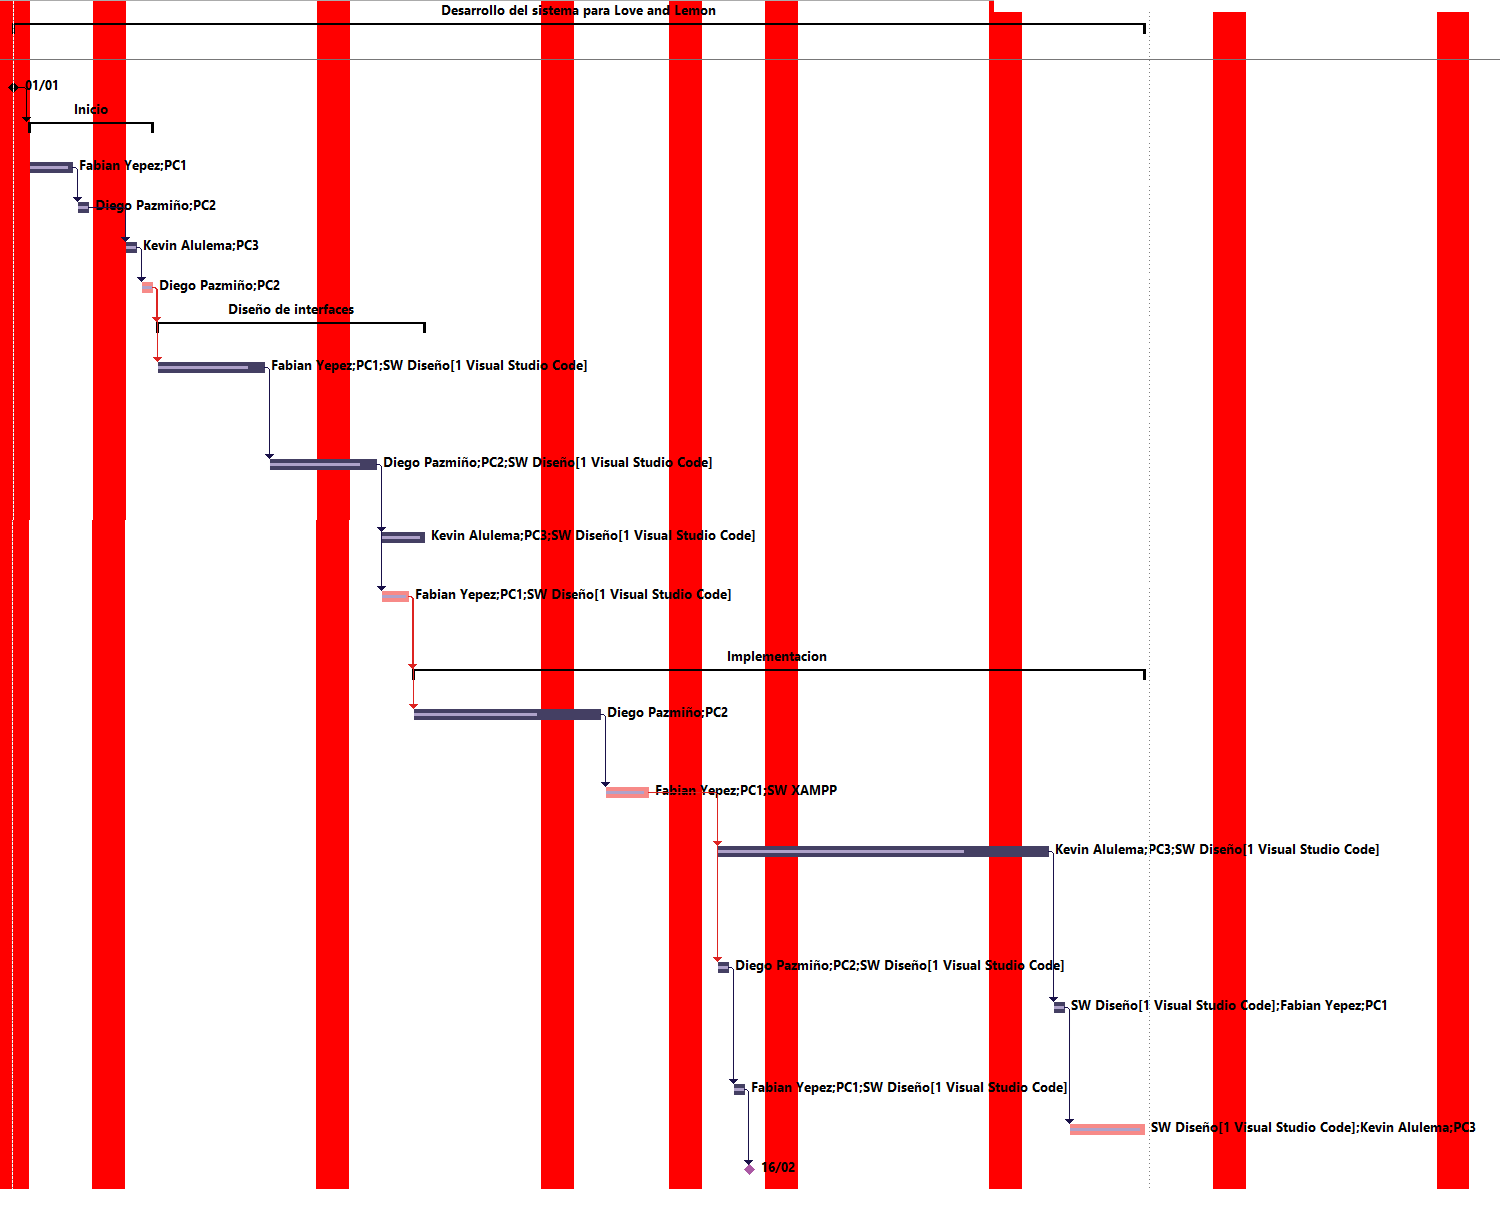 Desarrollo del sistema para Love and Lemon
01/01
Inicio
Fabian Yepez;PC1
Diego Pazmiño;PC2
Kevin Alulema;PC3
Diego Pazmiño;PC2
Diseño de interfaces
Fabian Yepez;PC1;SW Diseño[1 Visual Studio Code]
Diego Pazmiño;PC2;SW Diseño[1 Visual Studio Code]
Kevin Alulema;PC3;SW Diseño[1 Visual Studio Code]
Fabian Yepez;PC1;SW Diseño[1 Visual Studio Code]
Implementacion
Diego Pazmiño;PC2
Fabian Yepez;PC1;SW XAMPP
Kevin Alulema;PC3;SW Diseño[1 Visual Studio Code]
Diego Pazmiño;PC2;SW Diseño[1 Visual Studio Code]
SW Diseño[1 Visual Studio Code];Fabian Yepez;PC1
Fabian Yepez;PC1;SW Diseño[1 Visual Studio Code]
SW Diseño[1 Visual Studio Code];Kevin Alulema;PC3
16/02